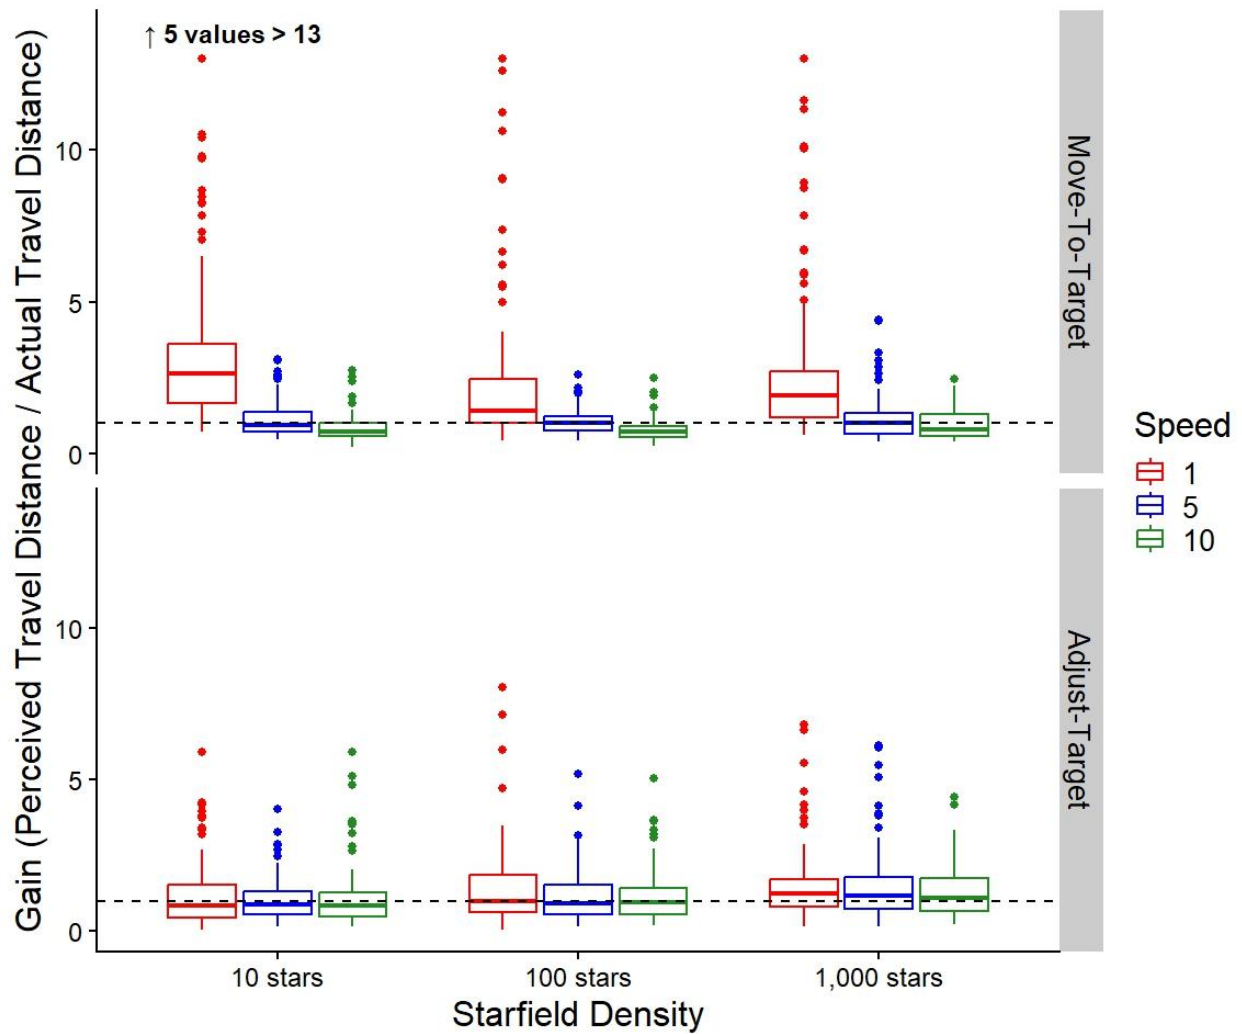 Gain (Perceived Travel Distance / Actual Travel Distance)
↑ 5 values > 13
10
5
0
Move-To-Target
10
5
0
Adjust-Target
10 stars
100 stars
1,000 stars
Starfield Density
Speed
1
5
10